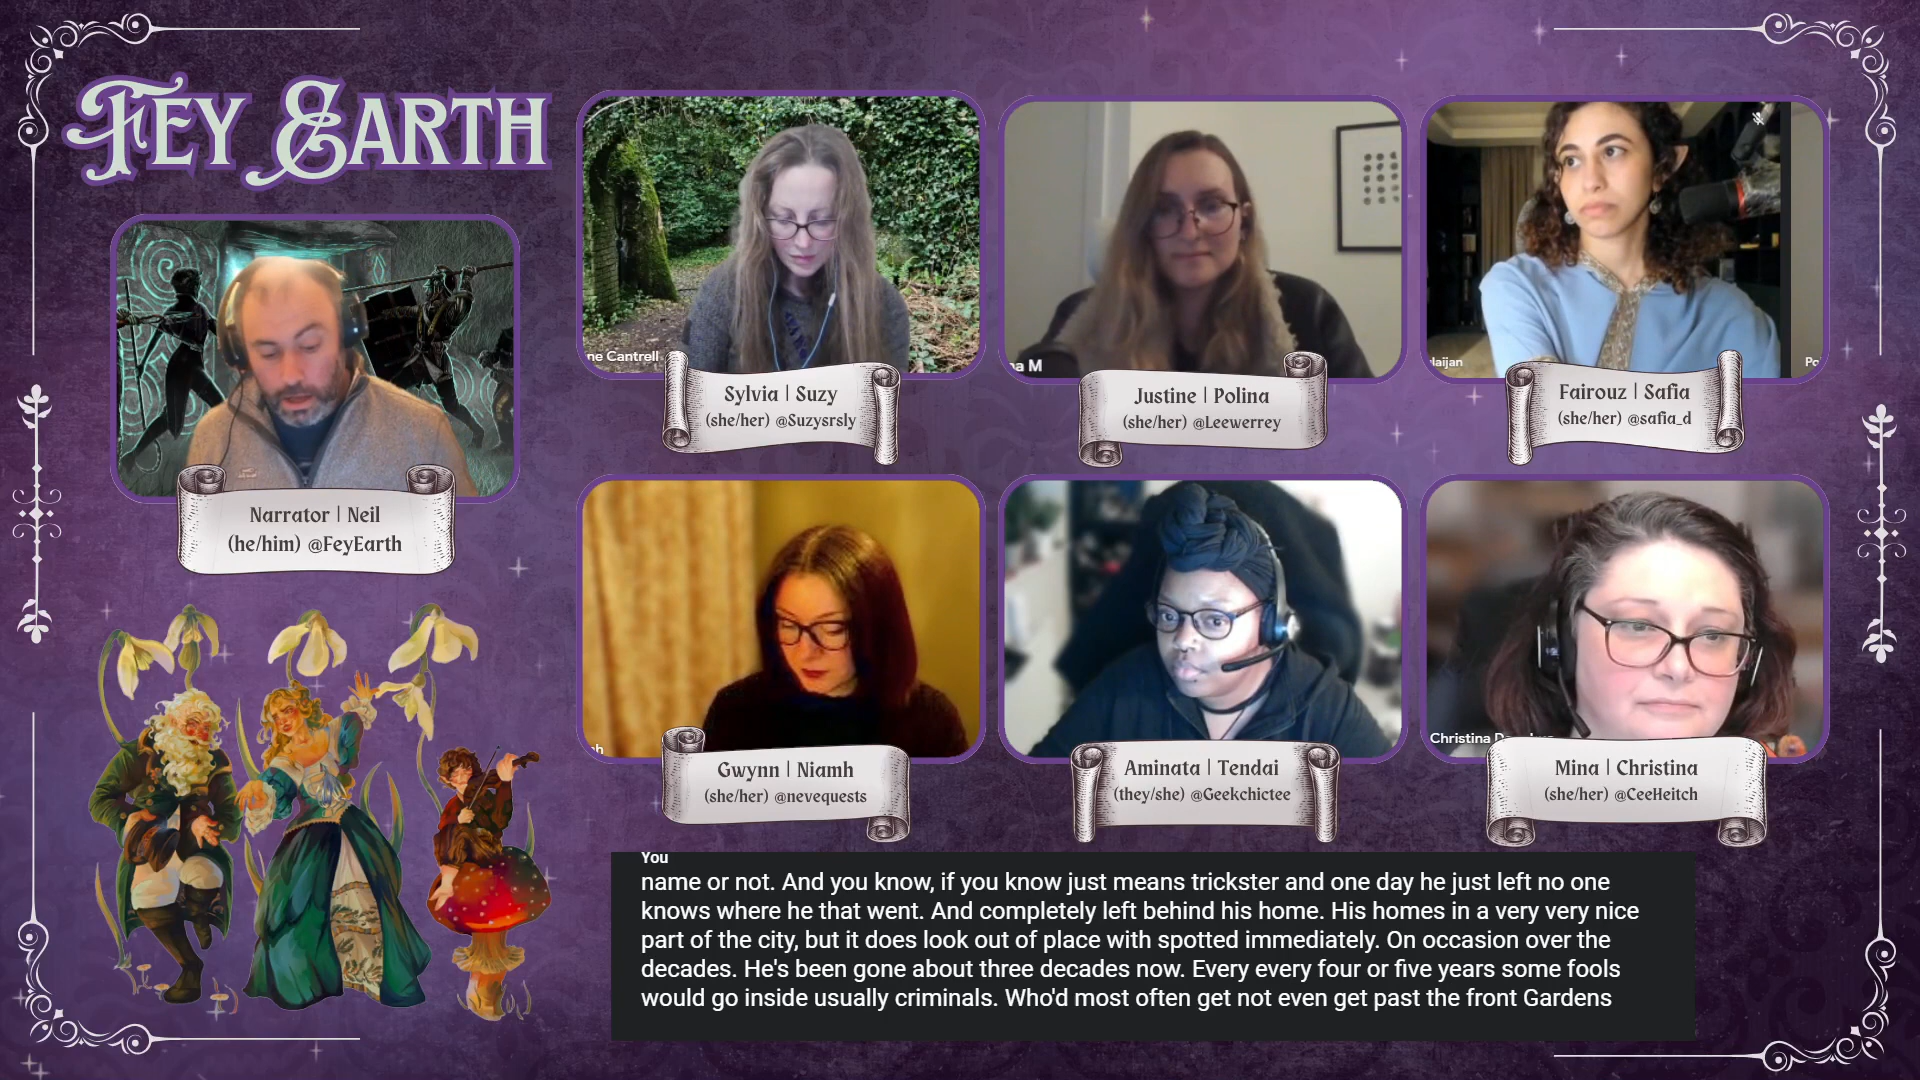 FEY EARTH
ne Cantrell
Sylvia | Suzy
(she/her) @Suzysrsly
na M
Justine | Polina
(she/her) @Leewerrey
laijan
Po
Fairouz | Safia
(she/her) @safia_d
Narrator | Neil
(he/him) @FeyEarth
gh
Gwynn | Niamh
(she/her) @nevequests
Aminata | Tendai
(they/she) @Geekchictee
Christina
Mina | Christina
(she/her) @CeeHeitch
You
name or not. And you know, if you know just means trickster and one day he just left no one
knows where he that went. And completely left behind his home. His homes in a very very nice
part of the city, but it does look out of place with spotted immediately. On occasion over the
decades. He's been gone about three decades now. Every every four or five years some fools
would go inside usually criminals. Who'd most often get not even get past the front Gardens